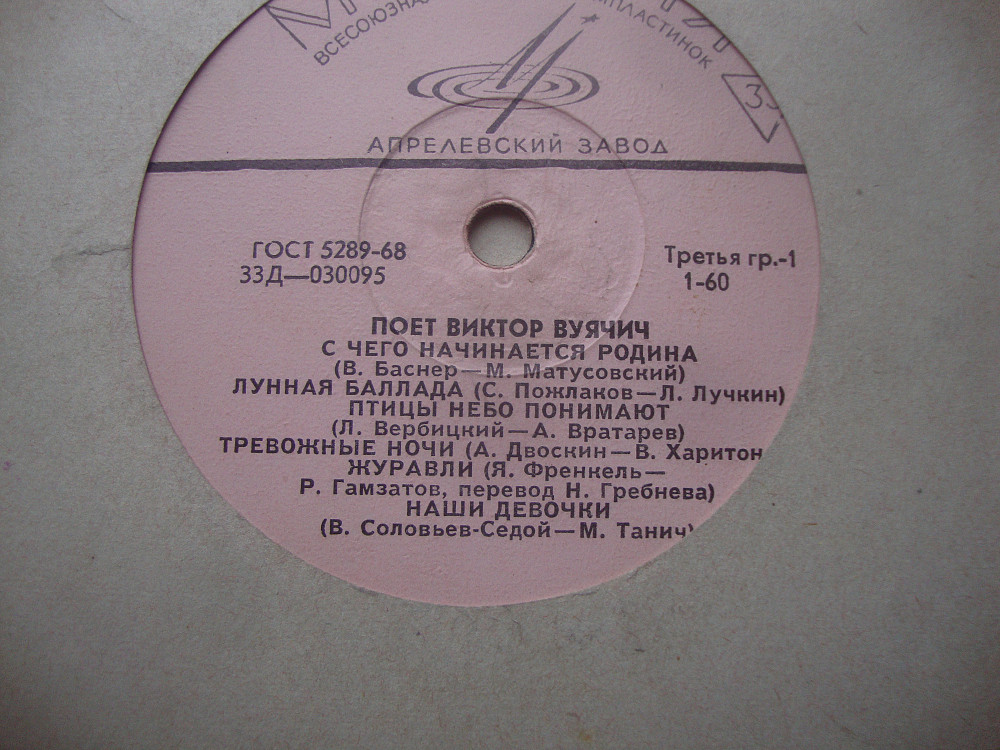 ВСЕСОЮЗНА
МПЛАСТИНОК
33
АПРЕЛЕВСКИЙ ЗАВОД
ГОСТ 5289-68
Третья гр.-1
33Д—030095
1-60
ПОЕТ ВИКТОР ВУЯЧИЧ
С ЧЕГО НАЧИНАЕТСЯ РОДИНА
(В. Баснер—М. Матусовский)
ЛУННАЯ БАЛЛАДА (С. Пожлаков—Л. Лучкин)
ПТИЦЫ НЕБО ПОНИМАЮТ
(Л. Вербицкий—А. Вратарев)
ТРЕВОЖНЫЕ НОЧИ (А. Двоскин—В. Харитон
ЖУРАВЛИ (Я. Френкель—
Р. Гамзатов, перевод Н. Гребнева)
НАШИ ДЕВОЧКИ
(В. Соловьев-Седой—М. Танич)